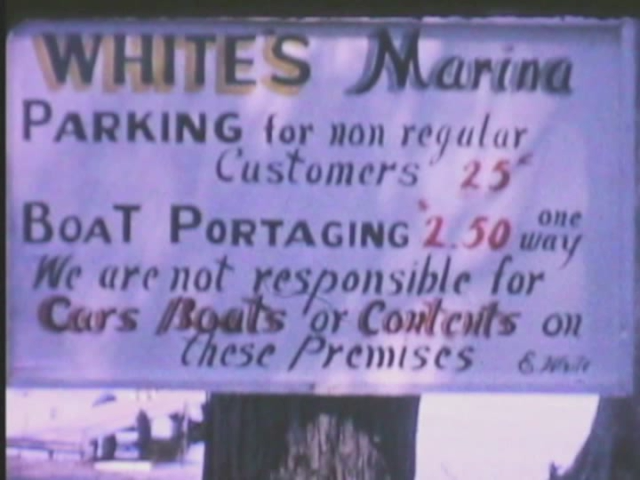 WHITE'S Marina
PARKING for non regular
Customers 25¢
BOAT PORTAGING $2.50 one way
We are not responsible for
Cars Boats or Contents on
these Premises E. White